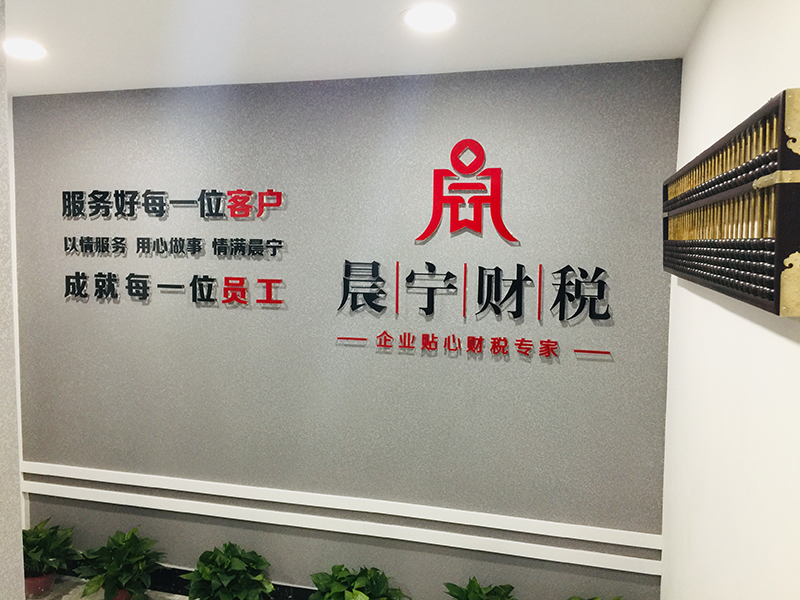 服务好每一位客户
以情服务 用心做事 情满晨宁
成就每一位员工
晨|宁|财|税
企业贴心财税专家